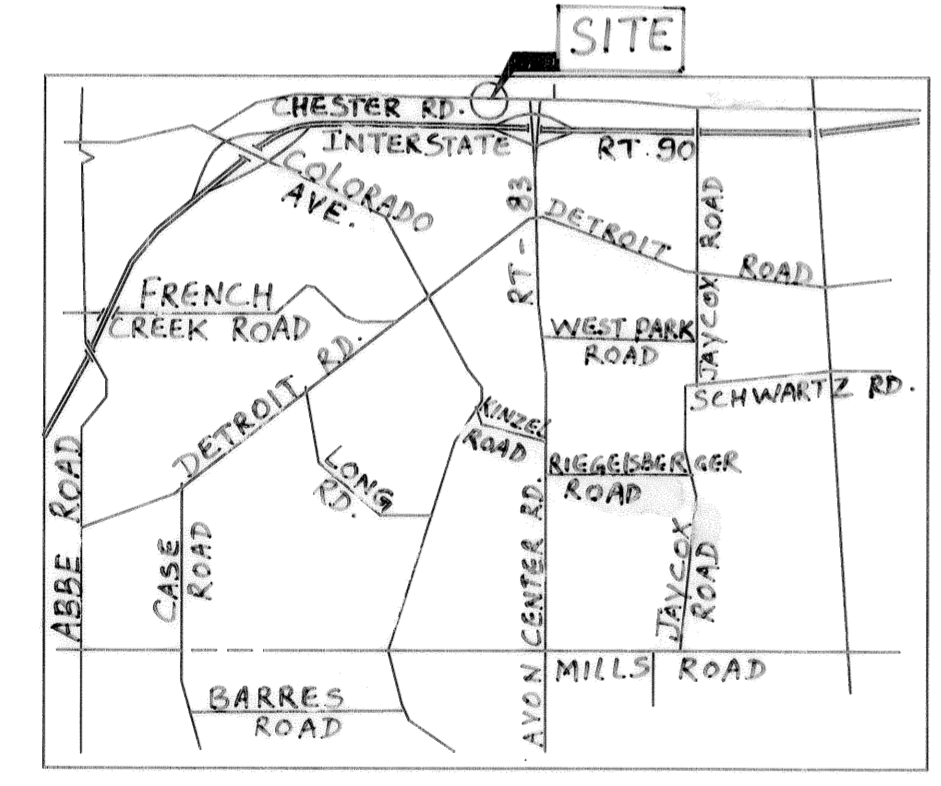 SITE
CHESTER RD.
INTERSTATE
RT. 90
COLORADO
AVE.
RT - 83
DETROIT
ROAD
JAYCOX ROAD
FRENCH
CREEK ROAD
WEST PARK
ROAD
DETROIT RD.
SCHWARTZ RD.
KINZEL
ROAD
LONG
RD.
RIEGELSBERGER
ROAD
ABBE ROAD
CASE
ROAD
AVON CENTER RD.
JAYCOX
ROAD
MILLS ROAD
BARRES
ROAD